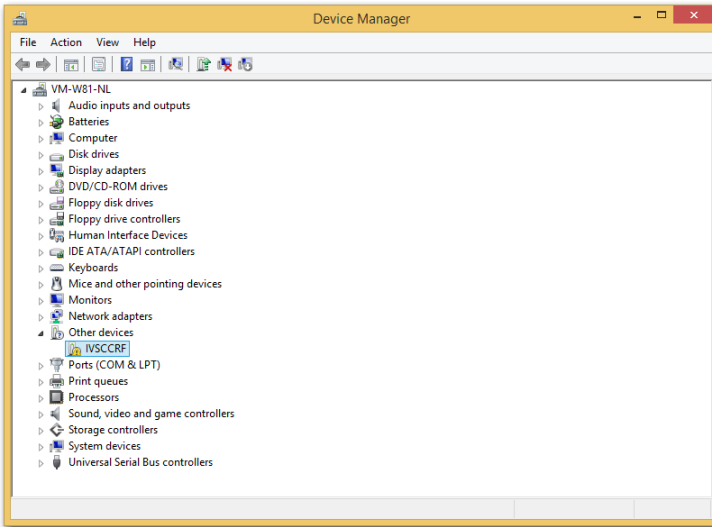 Device Manager
File Action View Help
VM-W81-NL
Audio inputs and outputs
Batteries
Computer
Disk drives
Display adapters
DVD/CD-ROM drives
Floppy disk drives
Floppy drive controllers
Human Interface Devices
IDE ATA/ATAPI controllers
Keyboards
Mice and other pointing devices
Monitors
Network adapters
Other devices
IVSCCRF
Ports (COM & LPT)
Print queues
Processors
Sound, video and game controllers
Storage controllers
System devices
Universal Serial Bus controllers